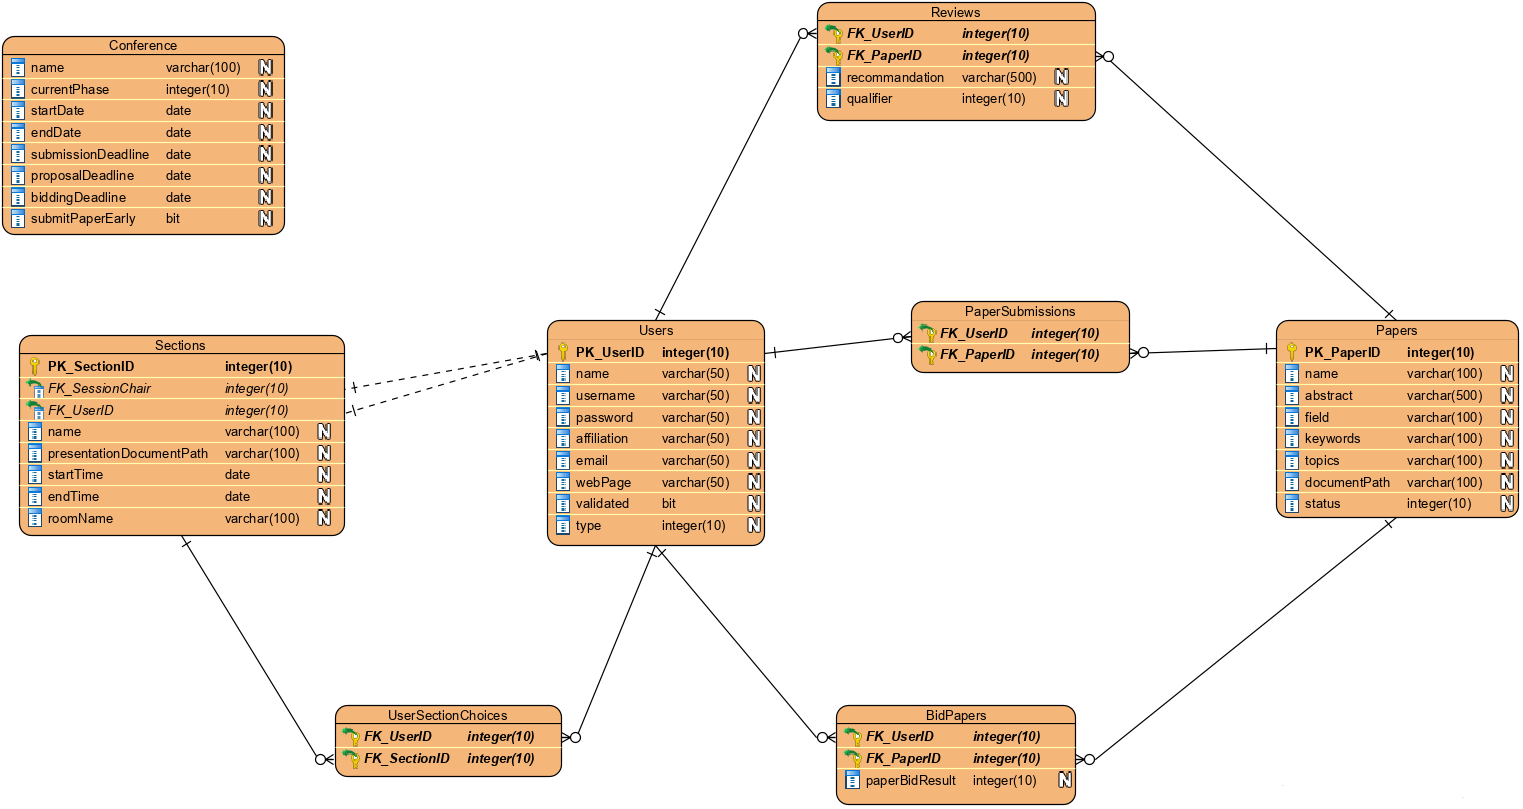 Reviews
FK_UserID integer(10)
FK_PaperID integer(10)
recommandation varchar(500) N
qualifier integer(10) N
Conference
name varchar(100) N
currentPhase integer(10) N
startDate date N
endDate date N
submissionDeadline date N
proposalDeadline date N
biddingDeadline date N
submitPaperEarly bit N
PaperSubmissions
FK_UserID integer(10)
FK_PaperID integer(10)
Sections
PK_SectionID integer(10)
FK_SessionChair integer(10)
FK_UserID integer(10)
name varchar(100) N
presentationDocumentPath varchar(100) N
startTime date N
endTime date N
roomName varchar(100) N
Users
PK_UserID integer(10)
name varchar(50) N
username varchar(50) N
password varchar(50) N
affiliation varchar(50) N
email varchar(50) N
webPage varchar(50) N
validated bit N
type integer(10) N
Papers
PK_PaperID integer(10)
name varchar(100) N
abstract varchar(500) N
field varchar(100) N
keywords varchar(100) N
topics varchar(100) N
documentPath varchar(100) N
status integer(10) N
UserSectionChoices
FK_UserID integer(10)
FK_SectionID integer(10)
BidPapers
FK_UserID integer(10)
FK_PaperID integer(10)
paperBidResult integer(10) N